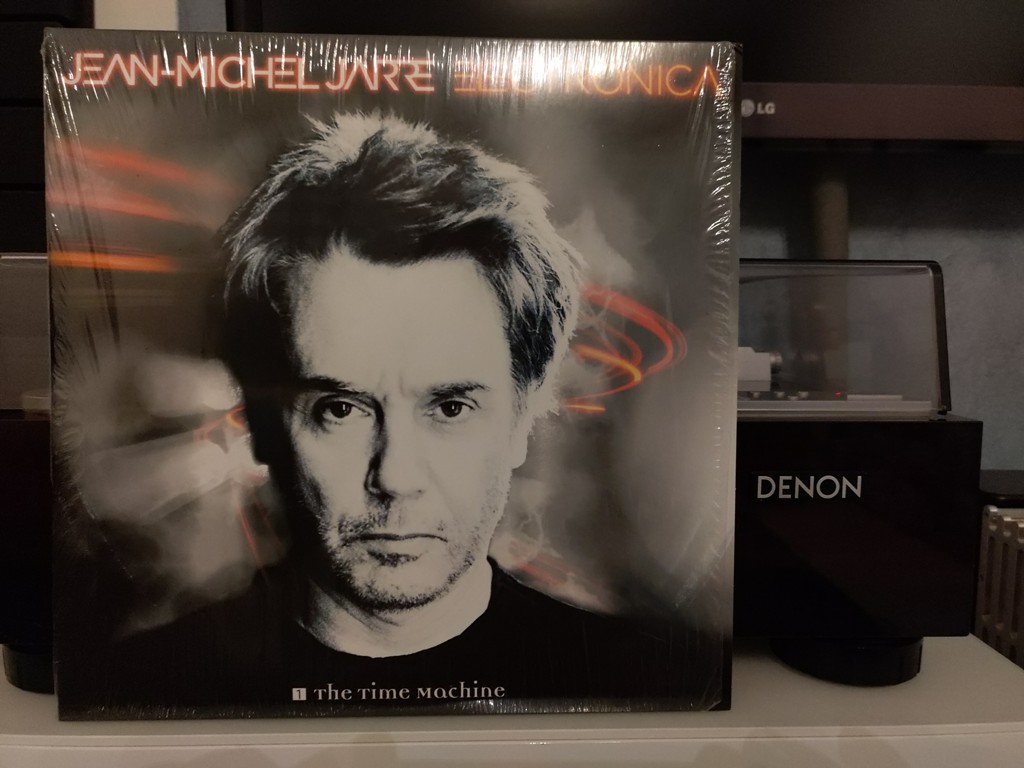 JEAN-MICHEL JARRE ELECTRONICA
LG
DENON
1 The Time Machine